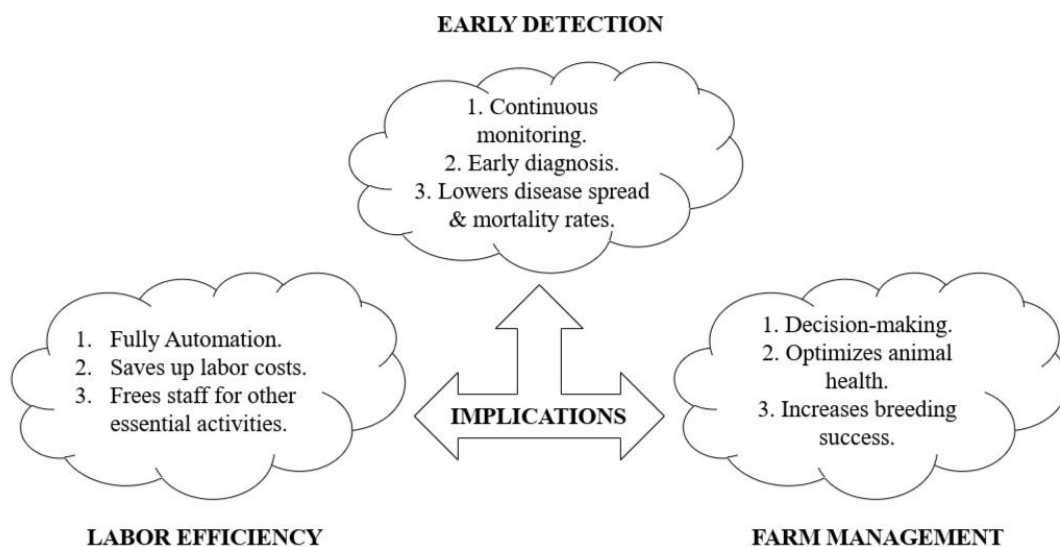 EARLY DETECTION
1. Continuous
monitoring.
2. Early diagnosis.
3. Lowers disease spread
& mortality rates.
1. Fully Automation.
2. Saves up labor costs.
3. Frees staff for other
essential activities.
IMPLICATIONS
1. Decision-making.
2. Optimizes animal
health.
3. Increases breeding
success.
LABOR EFFICIENCY
FARM MANAGEMENT